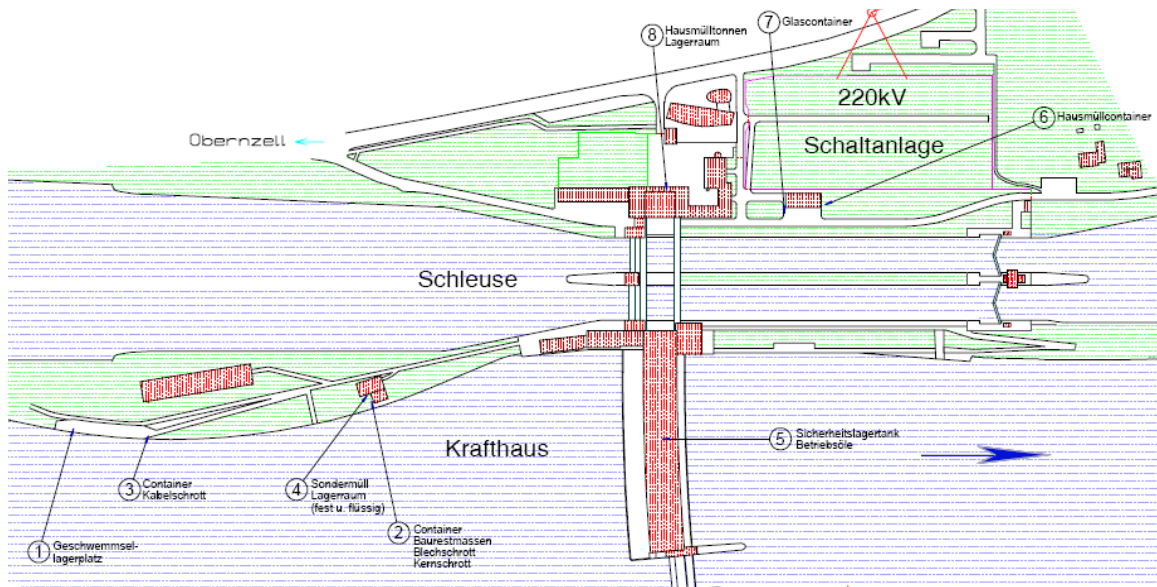 8 Hausmülltonnen
Lagerraum
7 Glascontainer
220kV
6 Hausmüllcontainer
Obernzell
Schaltanlage
Schleuse
Krafthaus
5 Sicherheitslagertank
Betriebsöle
3 Container
Kabelschrott
4 Sondermüll
Lagerraum
(fest u. flüssig)
2 Container
Baurestmassen
Blechschrott
Kernschrott
1 Geschwemmsel-
lagerplatz